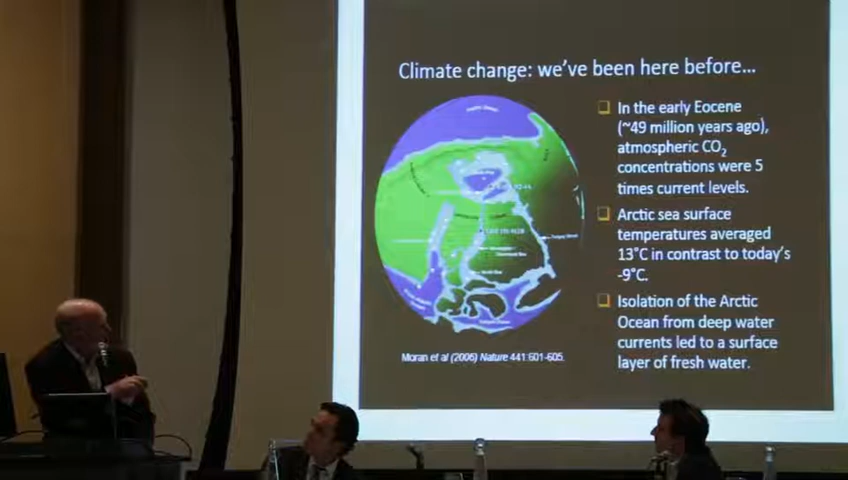 Climate change: we've been here before...
In the early Eocene
(~49 million years ago),
atmospheric CO₂
concentrations were 5
times current levels.
Arctic sea surface
temperatures averaged
13°C in contrast to today's
-9°C.
Isolation of the Arctic
Ocean from deep water
currents led to a surface
layer of fresh water.
Moran et al (2006) Nature 441:601-605.